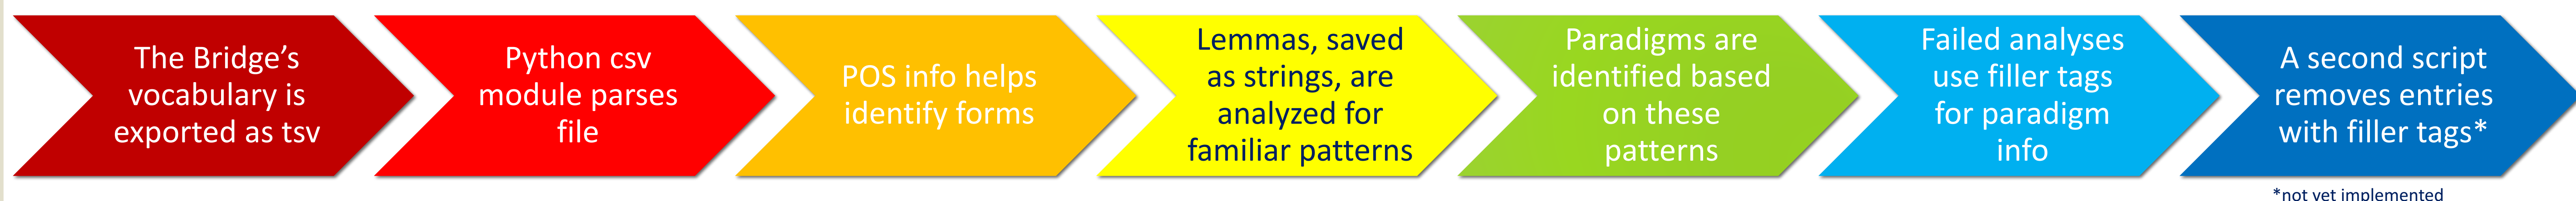 The Bridge’s
vocabulary is
exported as tsv
Python csv
module parses
file
POS info helps
identify forms
Lemmas, saved
as strings, are
analyzed for
familiar patterns
Paradigms are
identified based
on these
patterns
Failed analyses
use filler tags
for paradigm
info
A second script
removes entries
with filler tags*
*not yet implemented